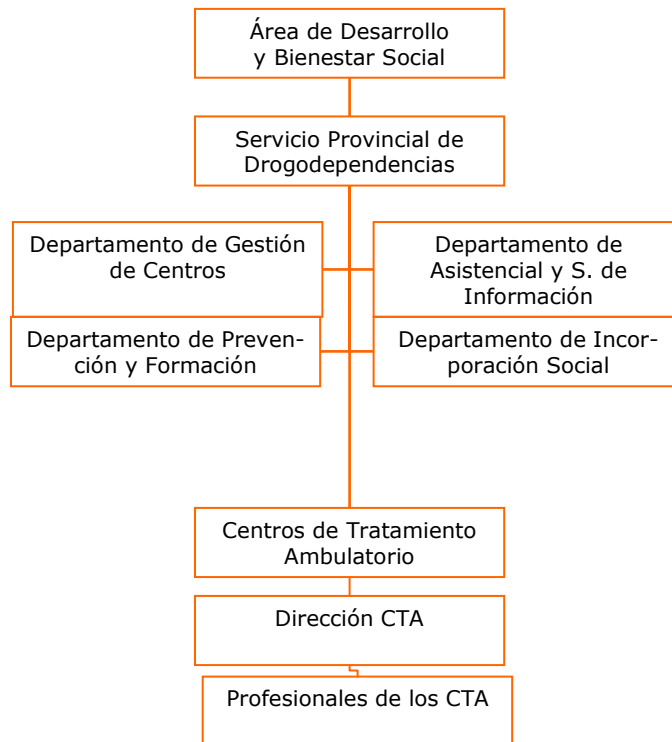 Área de Desarrollo
y Bienestar Social
Servicio Provincial de
Drogodependencias
Departamento de Gestión
de Centros
Departamento de
Asistencial y S. de
Información
Departamento de Preven-
ción y Formación
Departamento de Incor-
poración Social
Centros de Tratamiento
Ambulatorio
Dirección CTA
Profesionales de los CTA